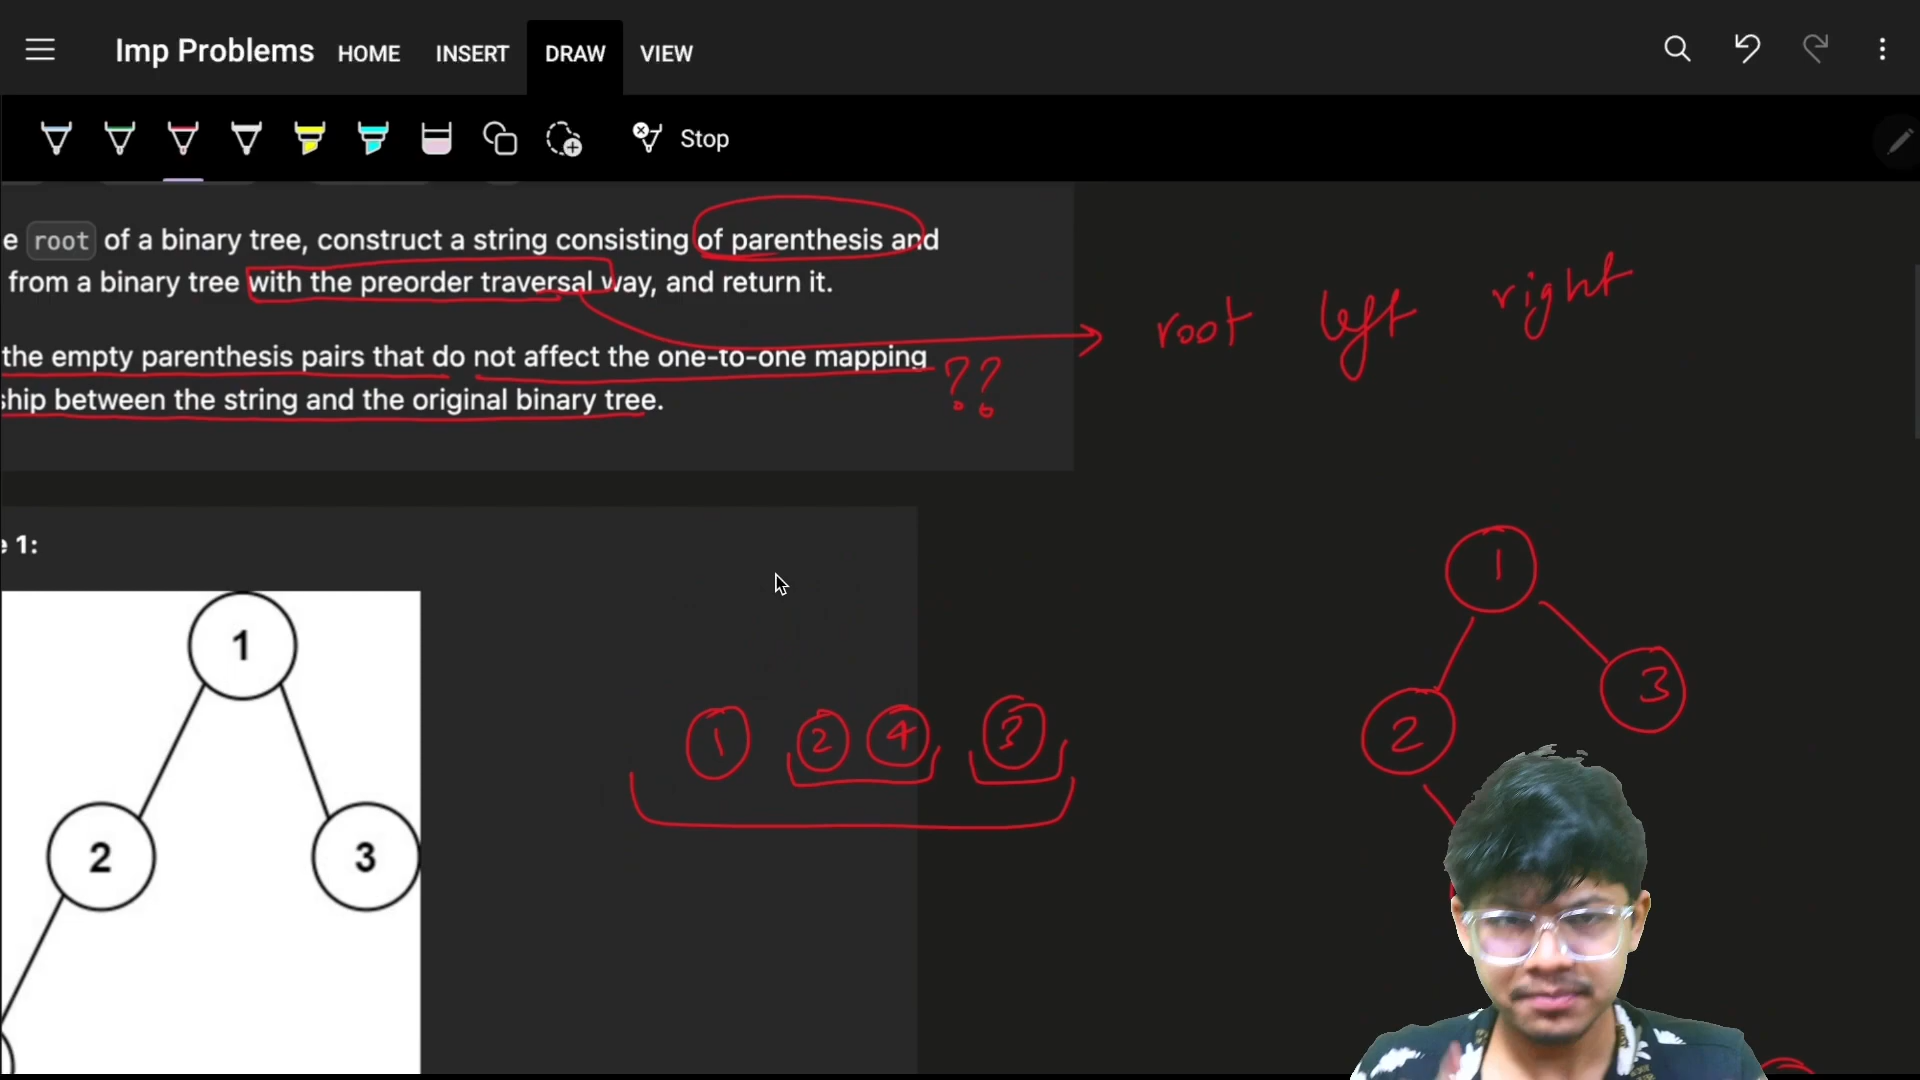 Imp Problems HOME INSERT DRAW VIEW
Stop
e root of a binary tree, construct a string consisting of parenthesis and
from a binary tree with the preorder traversal way, and return it.
root left right
the empty parenthesis pairs that do not affect the one-to-one mapping
??
ship between the string and the original binary tree.
e 1:
1
2
3
1 2 4 3
1
2
3